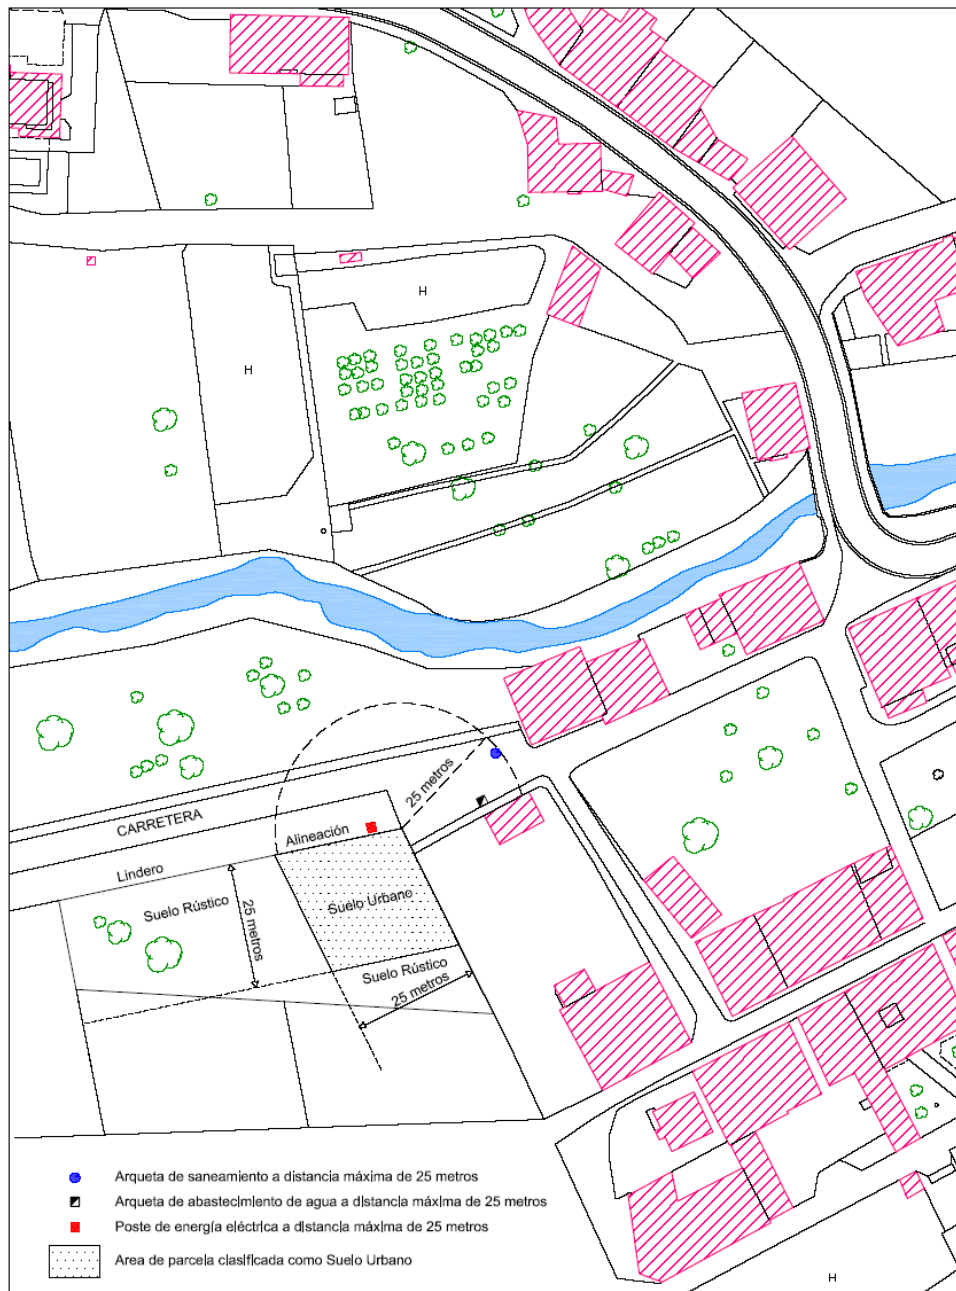 H
H
25 metros
CARRETERA
Alineación
Lindero
Suelo Rústico
25 metros
Suelo Urbano
Suelo Rústico
25 metros
Arqueta de saneamiento a distancia máxima de 25 metros
Arqueta de abastecimiento de agua a distancia máxima de 25 metros
Poste de energía eléctrica a distancia máxima de 25 metros
Area de parcela clasificada como Suelo Urbano
H